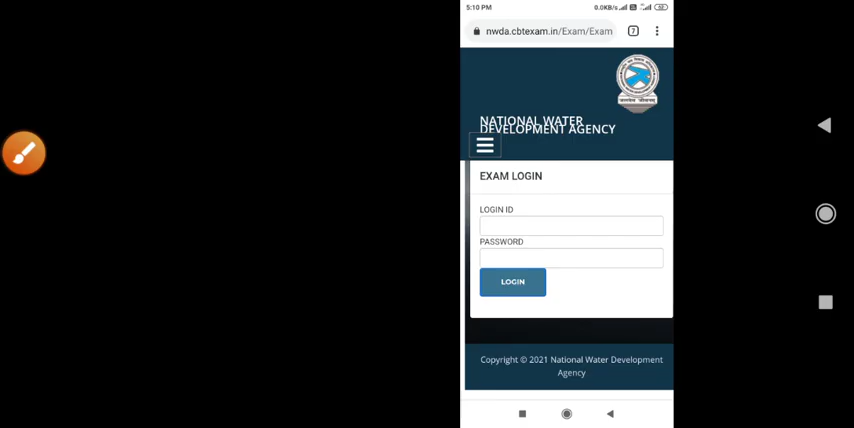 5:10 PM
0.0KB/s
62
nwda.cbtexam.in/Exam/Exam
7
NATIONAL WATER
DEVELOPMENT AGENCY
EXAM LOGIN
LOGIN ID
PASSWORD
LOGIN
Copyright © 2021 National Water Development
Agency